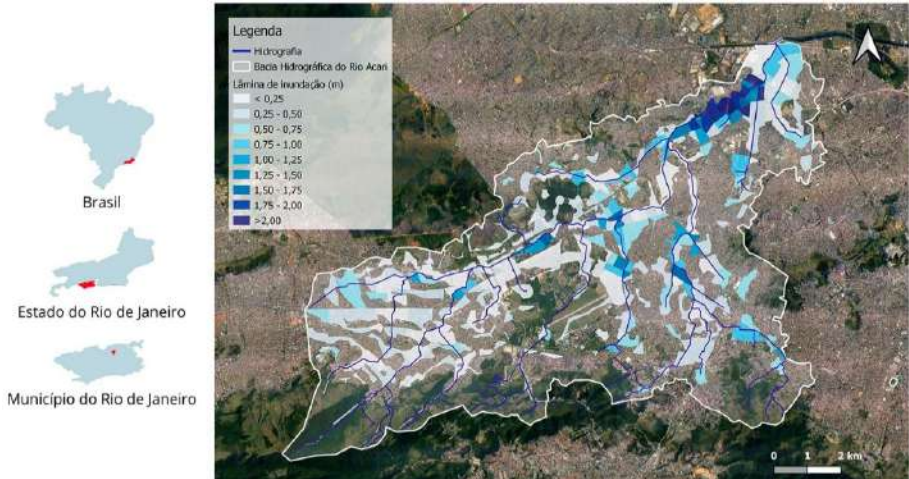 Brasil
Estado do Rio de Janeiro
Município do Rio de Janeiro
Legenda
Hidrografia
Bacia Hidrográfica do Rio Acari
Lâmina de inundação (m)
< 0,25
0,25 - 0,50
0,50 - 0,75
0,75 - 1,00
1,00 - 1,25
1,25 - 1,50
1,50 - 1,75
1,75 - 2,00
>2,00
0 1 2 km